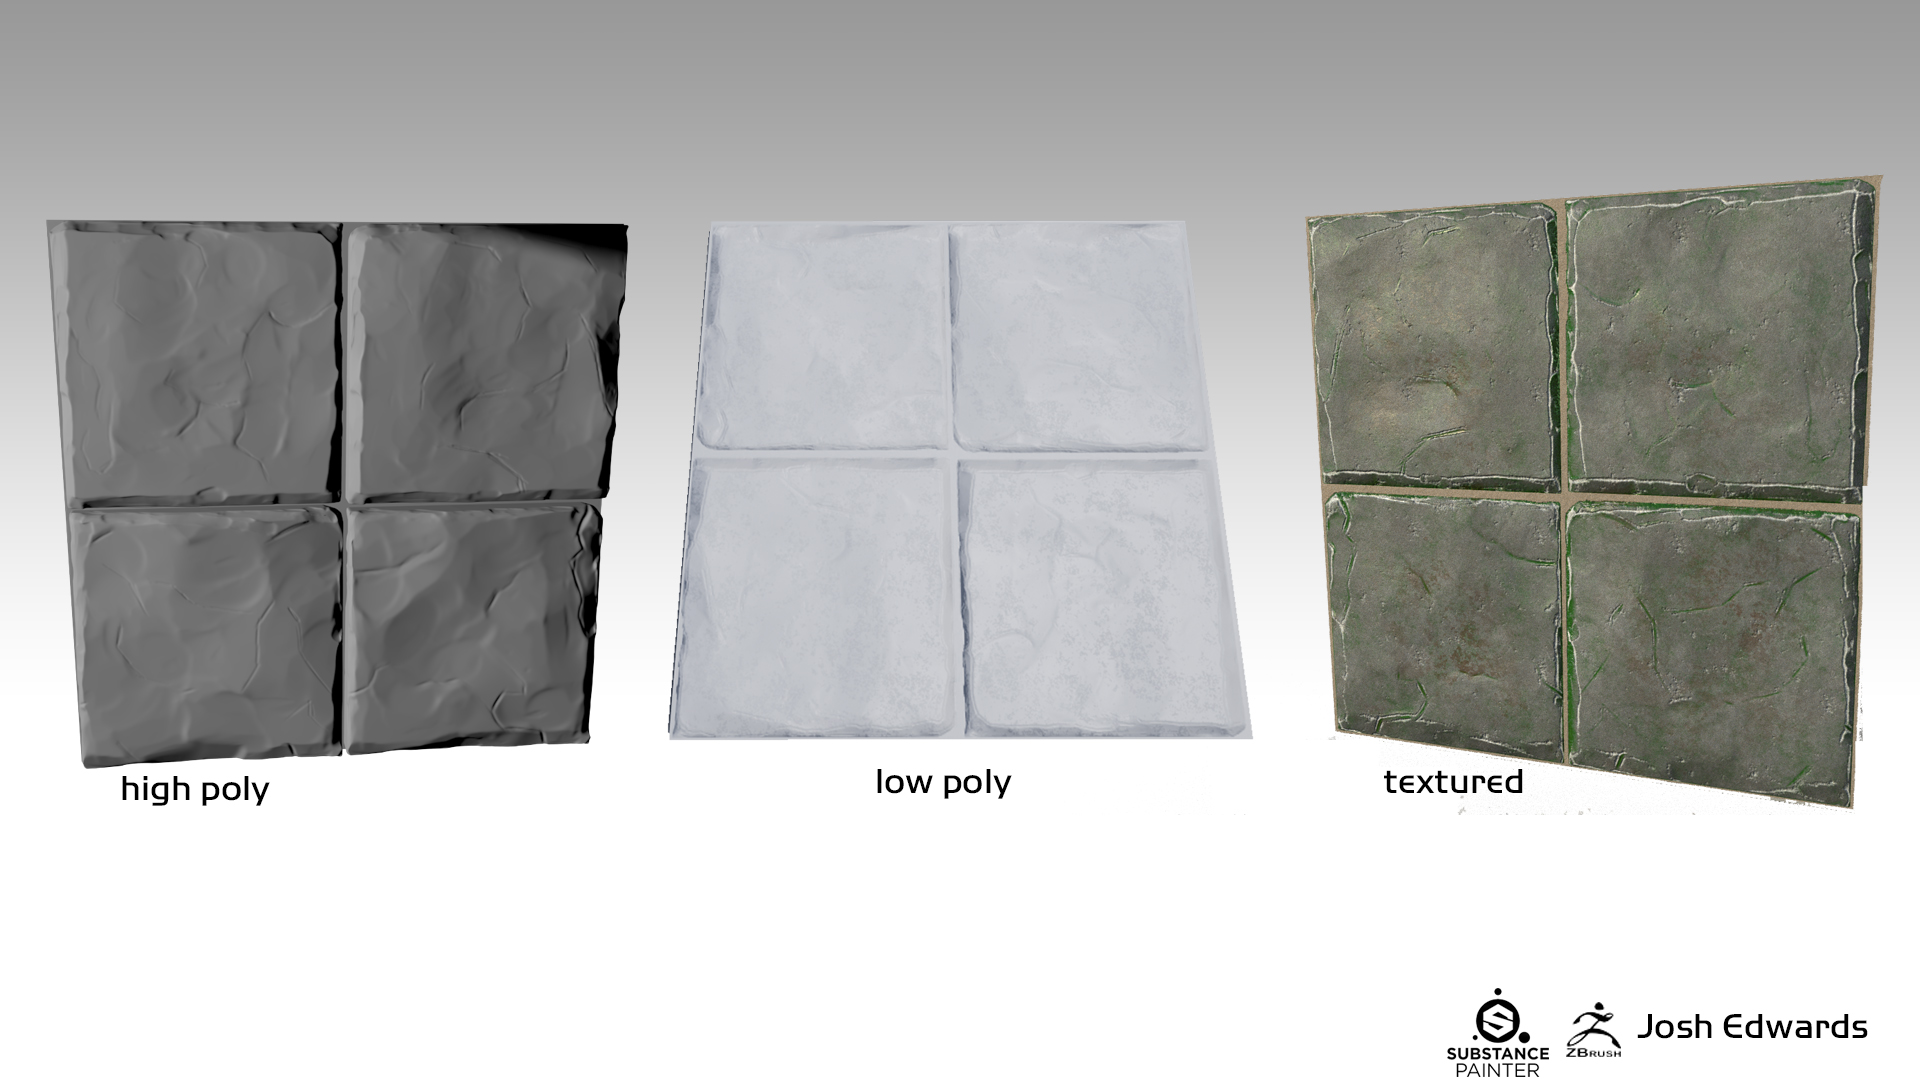 high poly
low poly
textured
SUBSTANCE
PAINTER
ZBRUSH
Josh Edwards